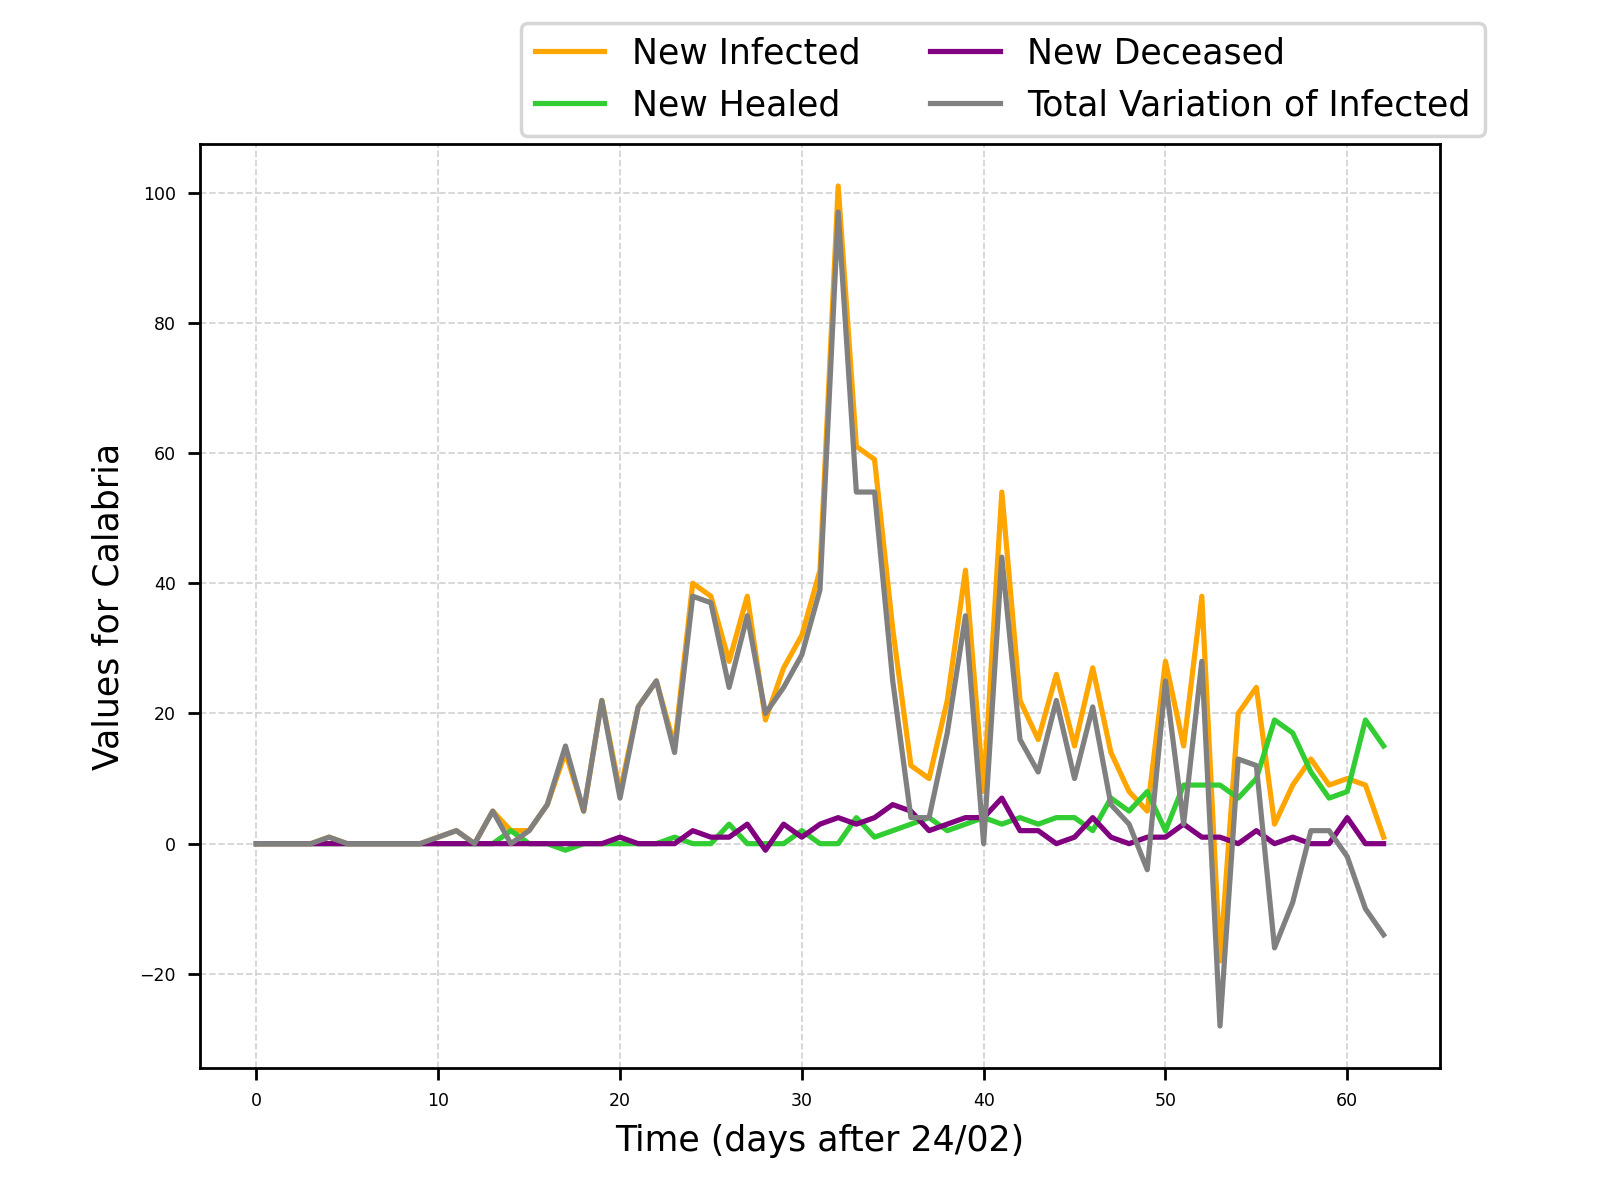 New Infected
New Healed
New Deceased
Total Variation of Infected
Values for Calabria
100
80
60
40
20
0
−20
0 10 20 30 40 50 60
Time (days after 24/02)